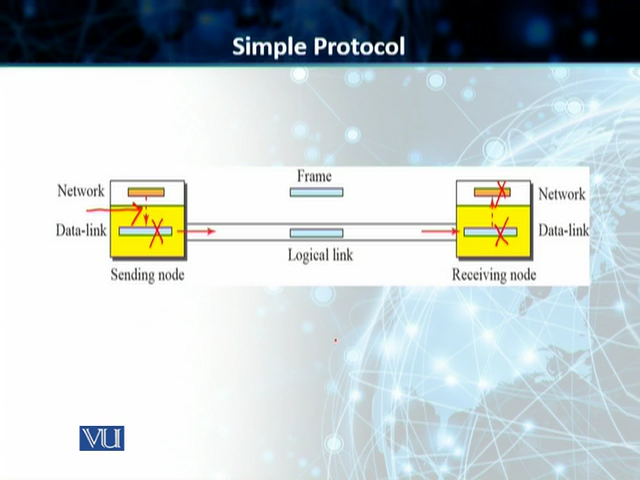 Simple Protocol
Frame
Network
Network
Data-link
Data-link
Logical link
Sending node
Receiving node
VU